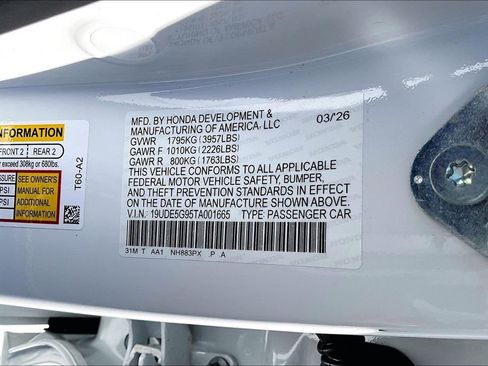 MFD. BY HONDA DEVELOPMENT &
MANUFACTURING OF AMERICA, LLC
03/'26
GVWR 1795KG (3957LBS)
GAWR F 1010KG (2226LBS)
GAWR R 800KG (1763LBS)
THIS VEHICLE CONFORMS TO ALL APPLICABLE
FEDERAL MOTOR VEHICLE SAFETY, BUMPER,
AND THEFT PREVENTION STANDARDS IN EFFECT
ON THE DATE OF MANUFACTURE SHOWN ABOVE.
V.I.N. 19UDE5G95TA001665 TYPE PASSENGER CAR
31M T AA1 NH883PX .P A
INFORMATION
FRONT 2 REAR 2
exceed 308kg or 680lbs.
SEE OWNER'S
MANUAL FOR
ADDITIONAL
INFORMATION
PSI
PSI
T60-A2